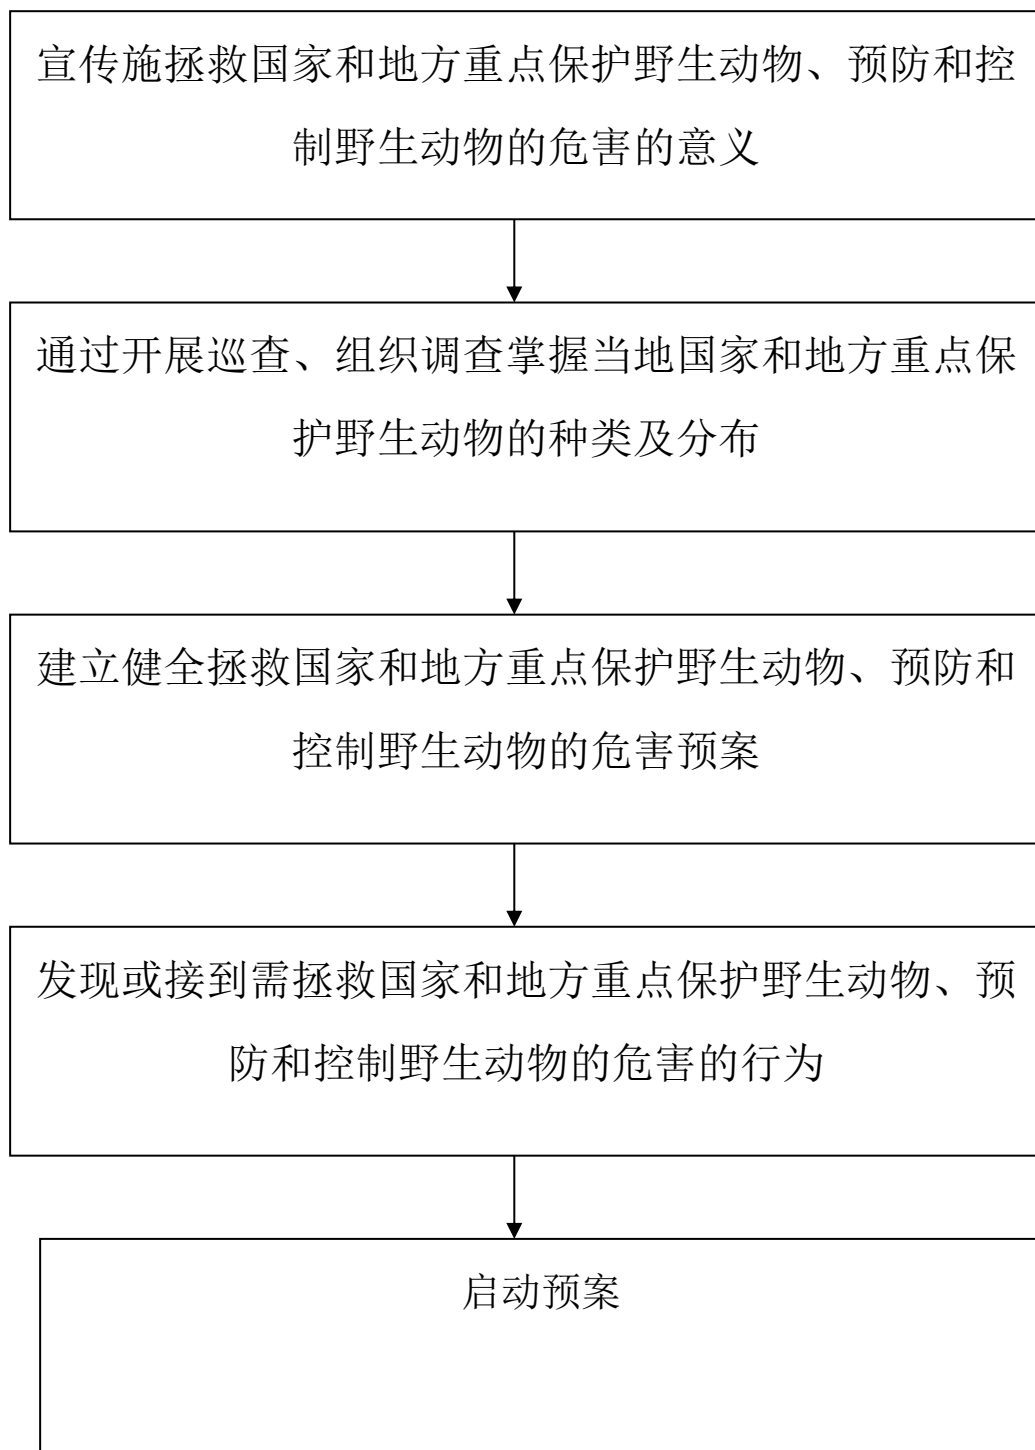 宣传施拯救国家和地方重点保护野生动物、预防和控
制野生动物的危害的意义
通过开展巡查、组织调查掌握当地国家和地方重点保
护野生动物的种类及分布
建立健全拯救国家和地方重点保护野生动物、预防和
控制野生动物的危害预案
发现或接到需拯救国家和地方重点保护野生动物、预
防和控制野生动物的危害的行为
启动预案